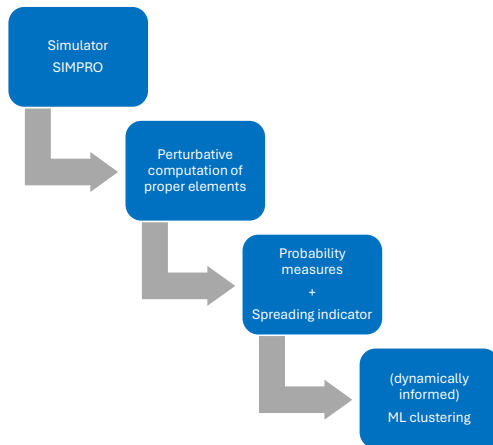 Simulator
SIMPRO
Perturbative
computation of
proper elements
Probability
measures
+
Spreading indicator
(dynamically
informed)
ML clustering